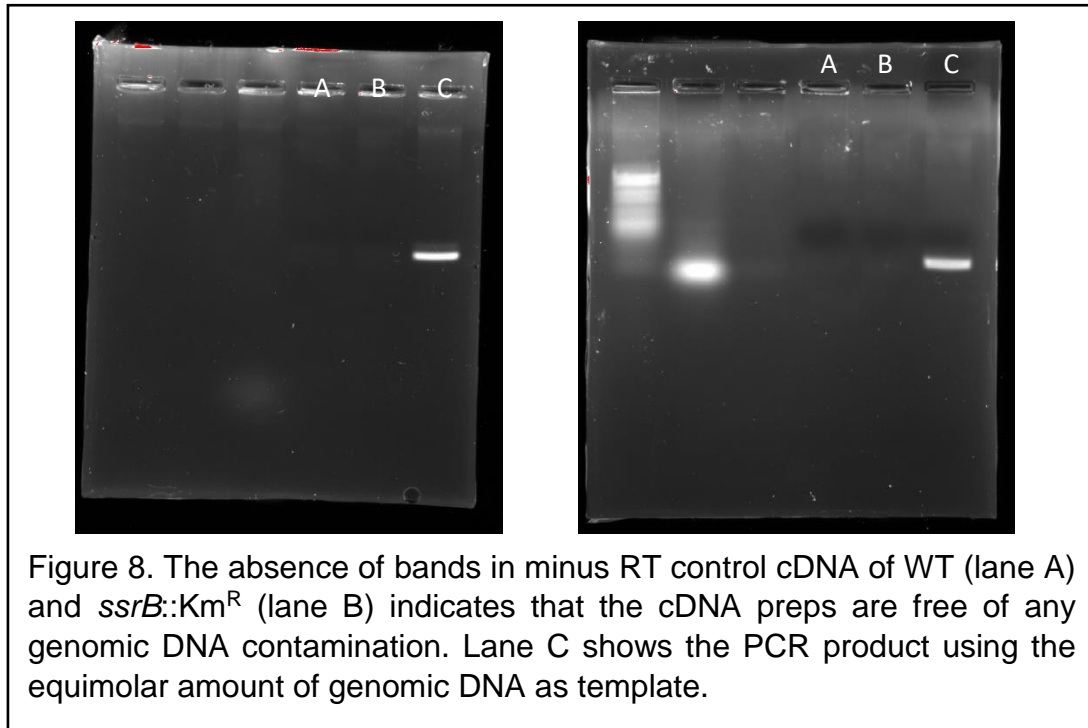 A B C
A B C
Figure 8. The absence of bands in minus RT control cDNA of WT (lane A)
and ssrB::Kmᴿ (lane B) indicates that the cDNA preps are free of any
genomic DNA contamination. Lane C shows the PCR product using the
equimolar amount of genomic DNA as template.